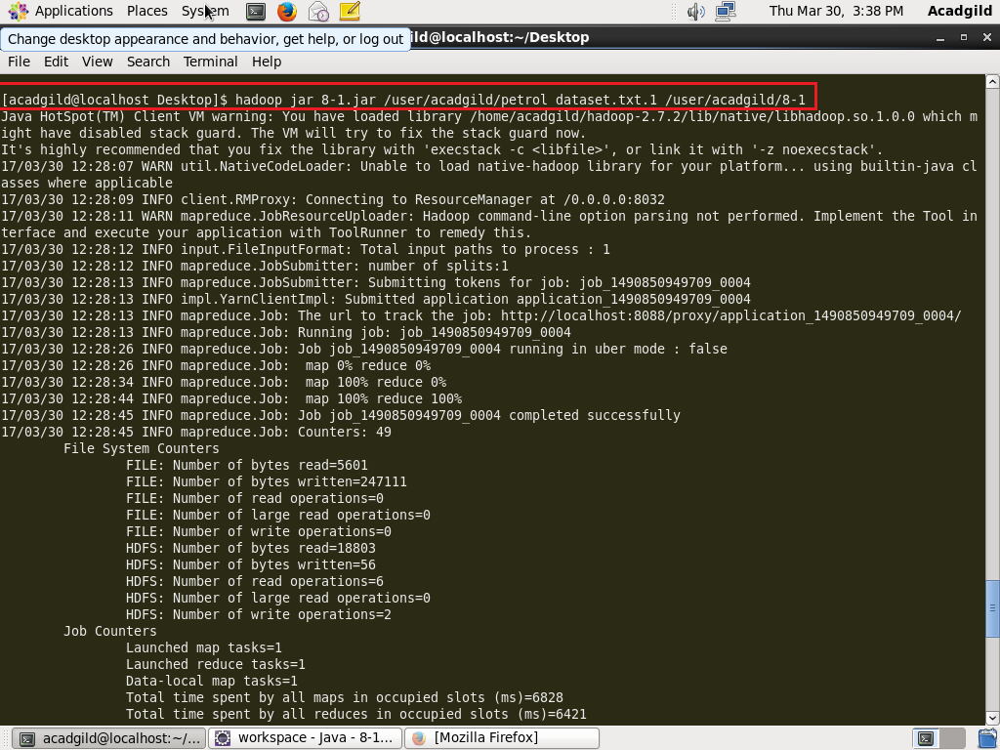 Applications Places System Thu Mar 30, 3:38 PM Acadgild
Change desktop appearance and behavior, get help, or log out
ild@localhost:~/Desktop
File Edit View Search Terminal Help
[acadgild@localhost Desktop]$ hadoop jar 8-1.jar /user/acadgild/petrol dataset.txt.1 /user/acadgild/8-1
Java HotSpot(TM) Client VM warning: You have loaded library /home/acadgild/hadoop-2.7.2/lib/native/libhadoop.so.1.0.0 which m
ight have disabled stack guard. The VM will try to fix the stack guard now.
It's highly recommended that you fix the library with 'execstack -c <libfile>', or link it with '-z noexecstack'.
17/03/30 12:28:07 WARN util.NativeCodeLoader: Unable to load native-hadoop library for your platform... using builtin-java cl
asses where applicable
17/03/30 12:28:09 INFO client.RMProxy: Connecting to ResourceManager at /0.0.0.0:8032
17/03/30 12:28:11 WARN mapreduce.JobResourceUploader: Hadoop command-line option parsing not performed. Implement the Tool in
terface and execute your application with ToolRunner to remedy this.
17/03/30 12:28:12 INFO input.FileInputFormat: Total input paths to process : 1
17/03/30 12:28:12 INFO mapreduce.JobSubmitter: number of splits:1
17/03/30 12:28:13 INFO mapreduce.JobSubmitter: Submitting tokens for job: job_1490850949709_0004
17/03/30 12:28:13 INFO impl.YarnClientImpl: Submitted application application_1490850949709_0004
17/03/30 12:28:13 INFO mapreduce.Job: The url to track the job: http://localhost:8088/proxy/application_1490850949709_0004/
17/03/30 12:28:13 INFO mapreduce.Job: Running job: job_1490850949709_0004
17/03/30 12:28:26 INFO mapreduce.Job: Job job_1490850949709_0004 running in uber mode : false
17/03/30 12:28:26 INFO mapreduce.Job:  map 0% reduce 0%
17/03/30 12:28:34 INFO mapreduce.Job:  map 100% reduce 0%
17/03/30 12:28:44 INFO mapreduce.Job:  map 100% reduce 100%
17/03/30 12:28:45 INFO mapreduce.Job: Job job_1490850949709_0004 completed successfully
17/03/30 12:28:45 INFO mapreduce.Job: Counters: 49
File System Counters
FILE: Number of bytes read=5601
FILE: Number of bytes written=247111
FILE: Number of read operations=0
FILE: Number of large read operations=0
FILE: Number of write operations=0
HDFS: Number of bytes read=18803
HDFS: Number of bytes written=56
HDFS: Number of read operations=6
HDFS: Number of large read operations=0
HDFS: Number of write operations=2
Job Counters
Launched map tasks=1
Launched reduce tasks=1
Data-local map tasks=1
Total time spent by all maps in occupied slots (ms)=6828
Total time spent by all reduces in occupied slots (ms)=6421
acadgild@localhost:~/... workspace - Java - 8-1... [Mozilla Firefox]